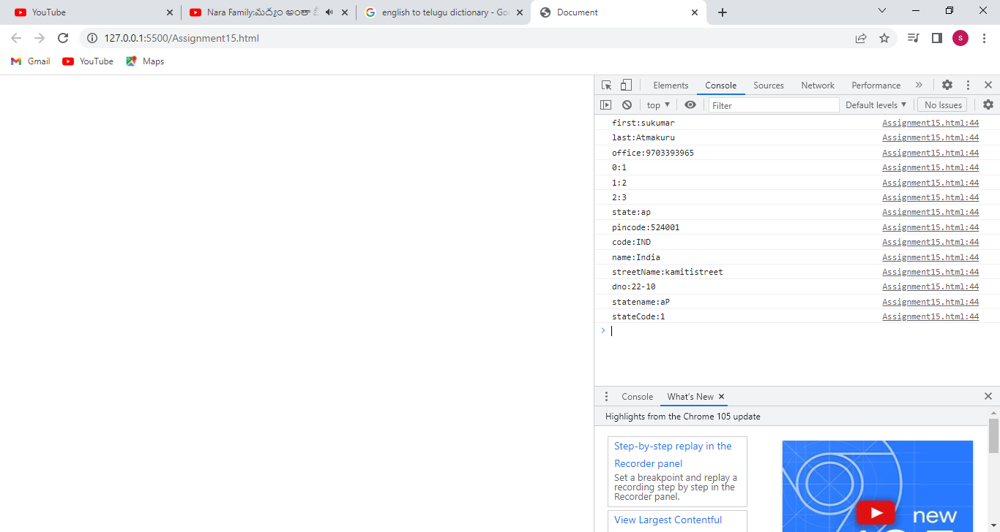 YouTube
Nara Family:మద్యం అంతా
english to telugu dictionary - Goo
Document
127.0.0.1:5500/Assignment15.html
S
Gmail
YouTube
Maps
Elements
Console
Sources
Network
Performance
»
top ▼
Filter
Default levels ▼
No Issues
first:sukumar Assignment15.html:44
last:Atmakuru Assignment15.html:44
office:9703393965 Assignment15.html:44
0:1 Assignment15.html:44
1:2 Assignment15.html:44
2:3 Assignment15.html:44
state:ap Assignment15.html:44
pincode:524001 Assignment15.html:44
code:IND Assignment15.html:44
name:India Assignment15.html:44
streetName:kamitistreet Assignment15.html:44
dno:22-10 Assignment15.html:44
statename:aP Assignment15.html:44
stateCode:1 Assignment15.html:44
Console
What's New
Highlights from the Chrome 105 update
Step-by-step replay in the
Recorder panel
Set a breakpoint and replay a
recording step by step in the
Recorder panel.
View Largest Contentful
new